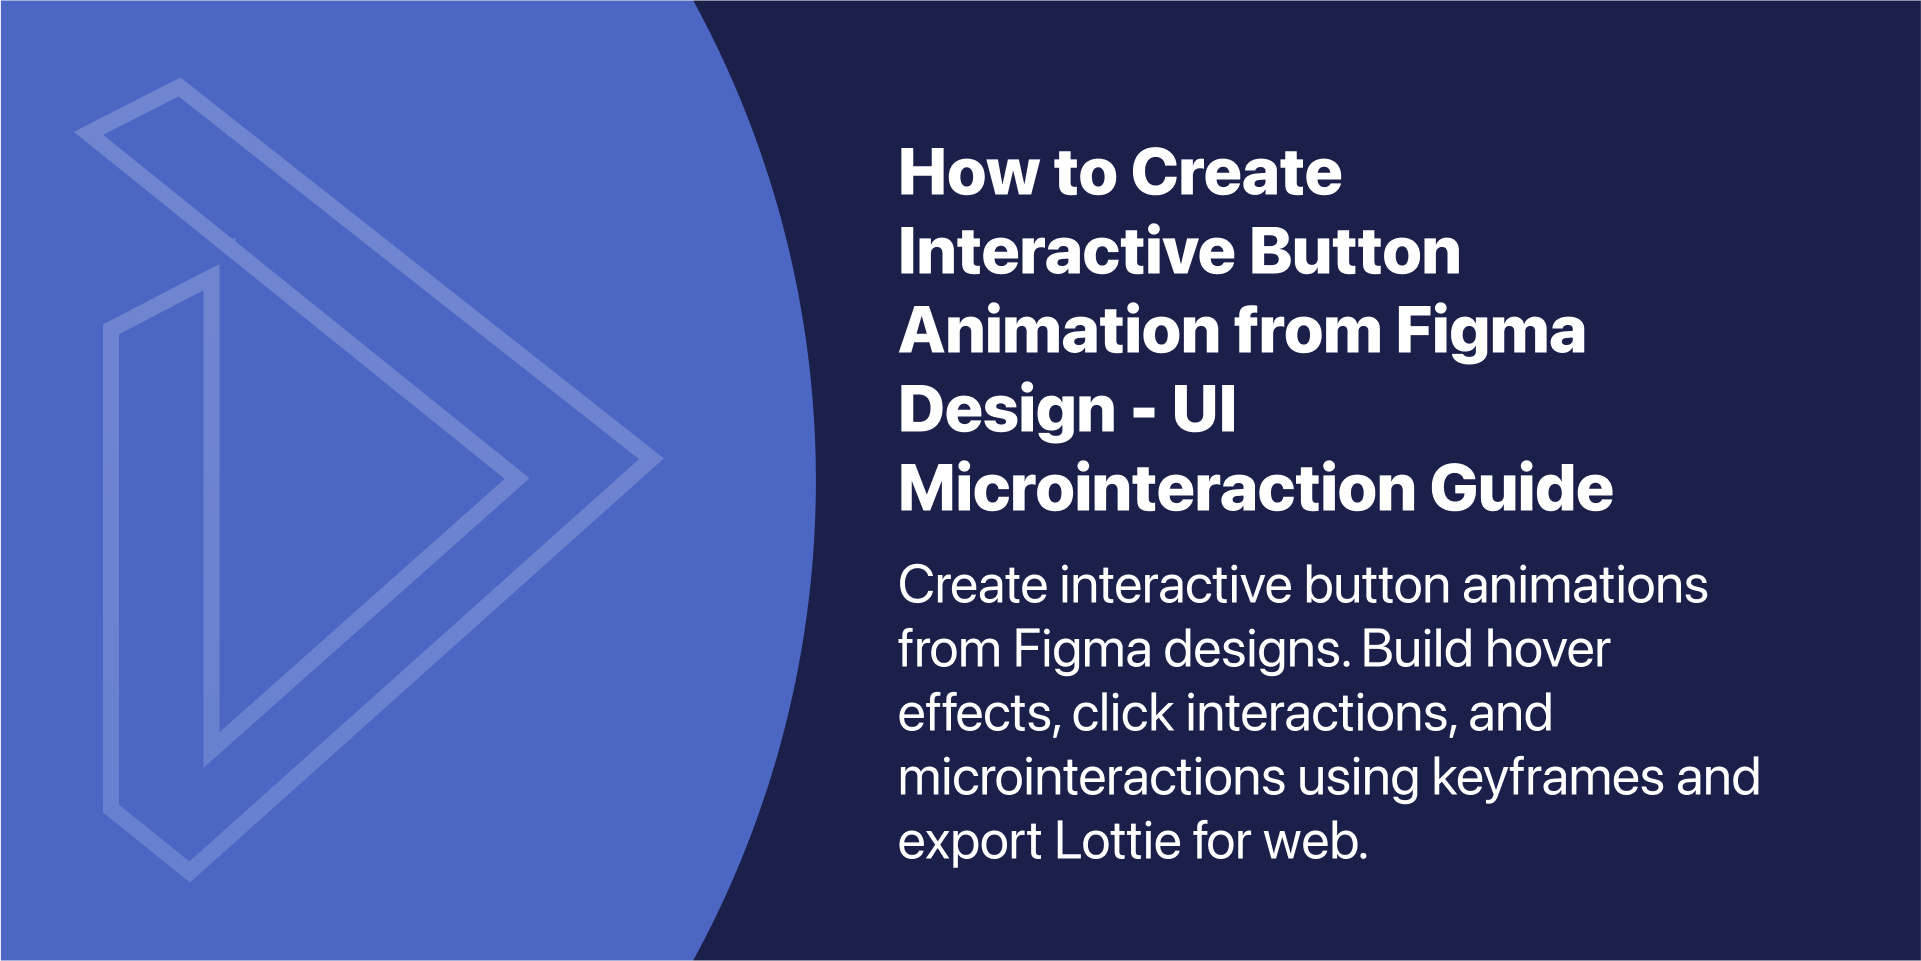 How to Create
Interactive Button
Animation from Figma
Design - UI
Microinteraction Guide
Create interactive button animations
from Figma designs. Build hover
effects, click interactions, and
microinteractions using keyframes and
export Lottie for web.